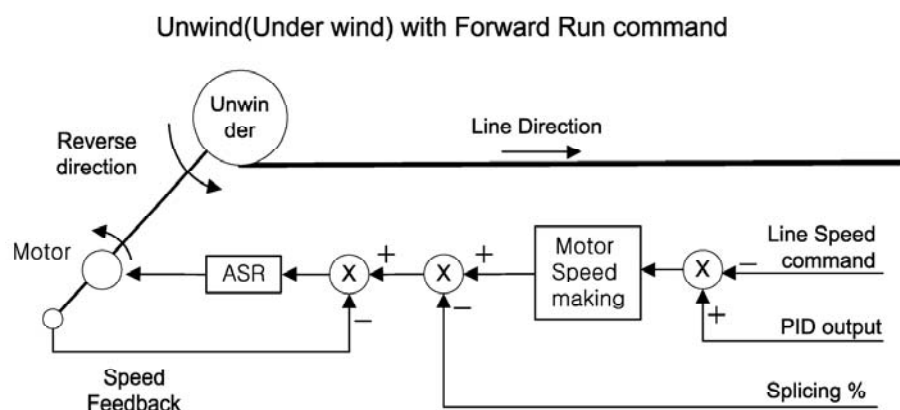 Unwind(Under wind) with Forward Run command
Unwin
der
Line Direction
Reverse
direction
Motor
ASR
X
+
X
+
Motor
Speed
making
X
−
Line Speed
command
−
−
+
PID output
Speed
Feedback
Splicing %